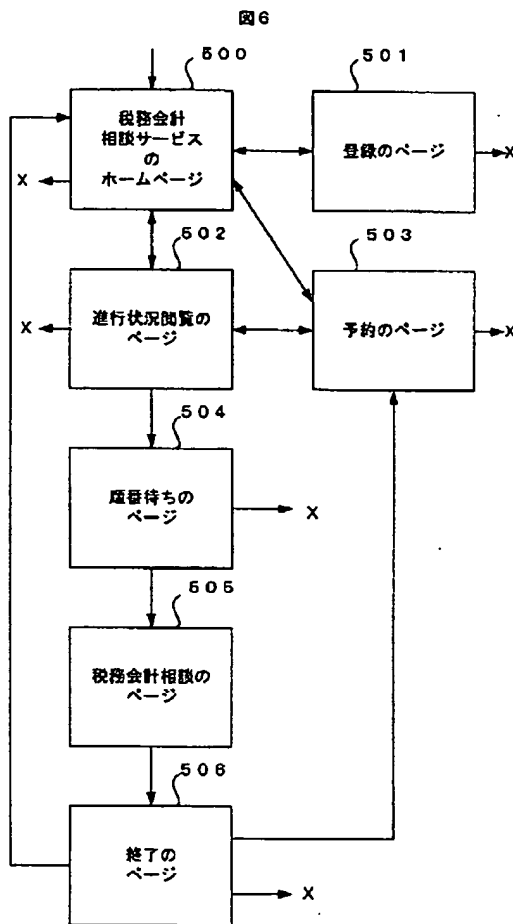 図6
500
税務会計
相談サービス
の
ホームページ
X
501
登録のページ
X
502
進行状況閲覧の
ページ
X
503
予約のページ
X
504
順番待ちの
ページ
X
505
税務会計相談の
ページ
506
終了の
ページ
X